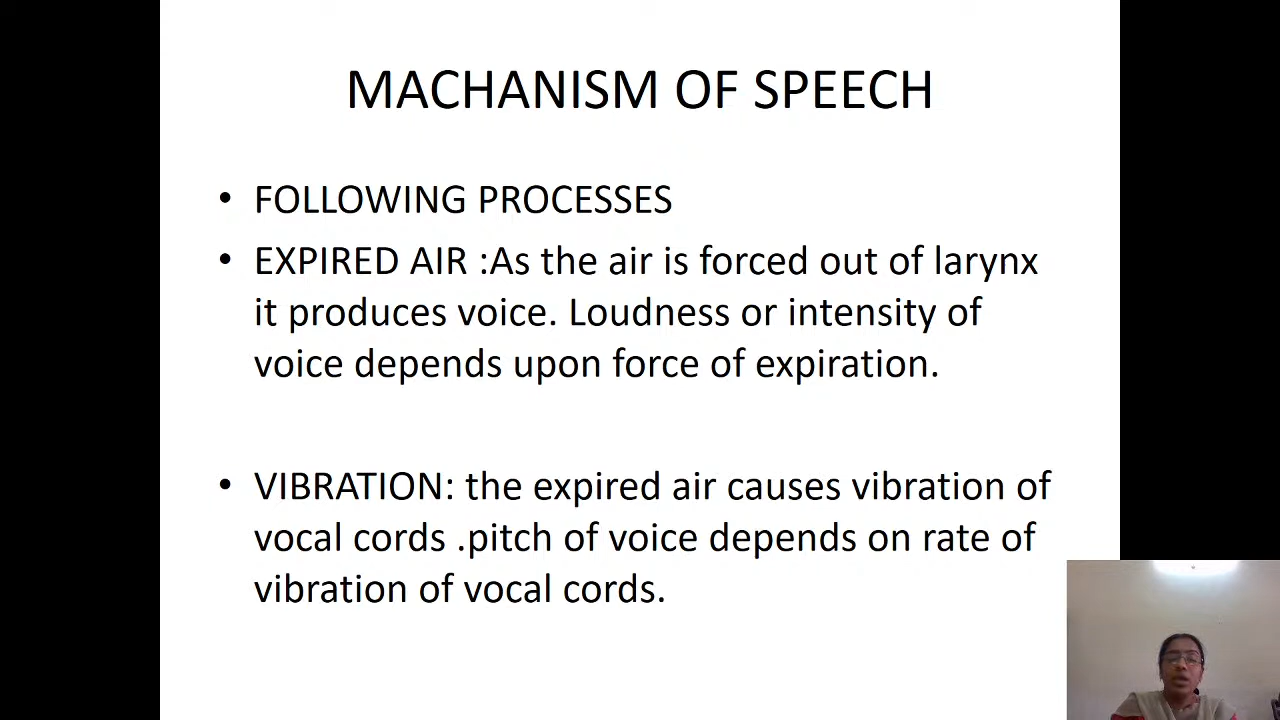 MACHANISM OF SPEECH
• FOLLOWING PROCESSES
• EXPIRED AIR :As the air is forced out of larynx
it produces voice. Loudness or intensity of
voice depends upon force of expiration.
• VIBRATION: the expired air causes vibration of
vocal cords .pitch of voice depends on rate of
vibration of vocal cords.